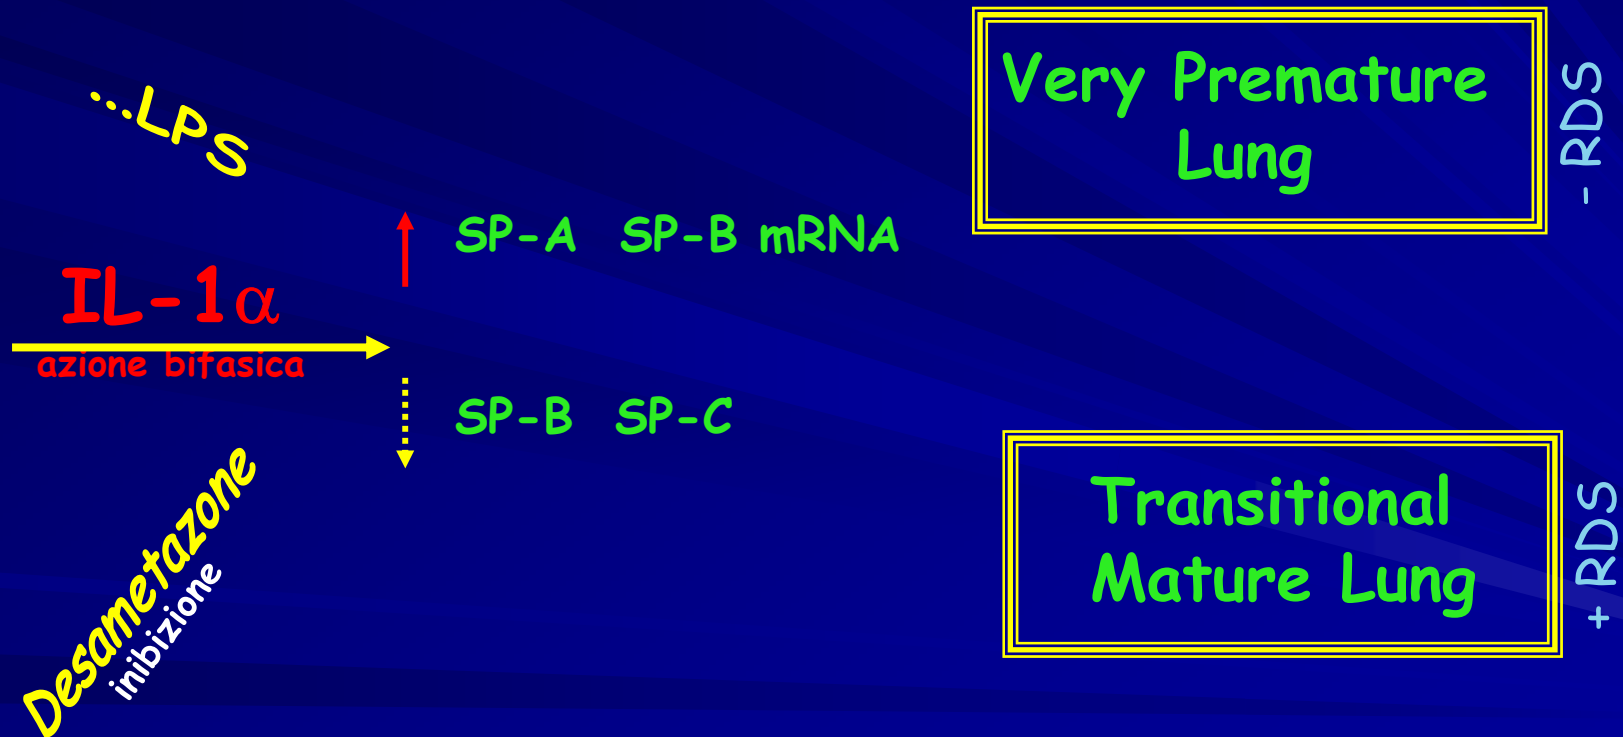 ...LPS
IL-1α
azione bifasica
Desametazone
inibizione
SP-A SP-B mRNA
SP-B SP-C
Very Premature
Lung
- RDS
Transitional
Mature Lung
+ RDS